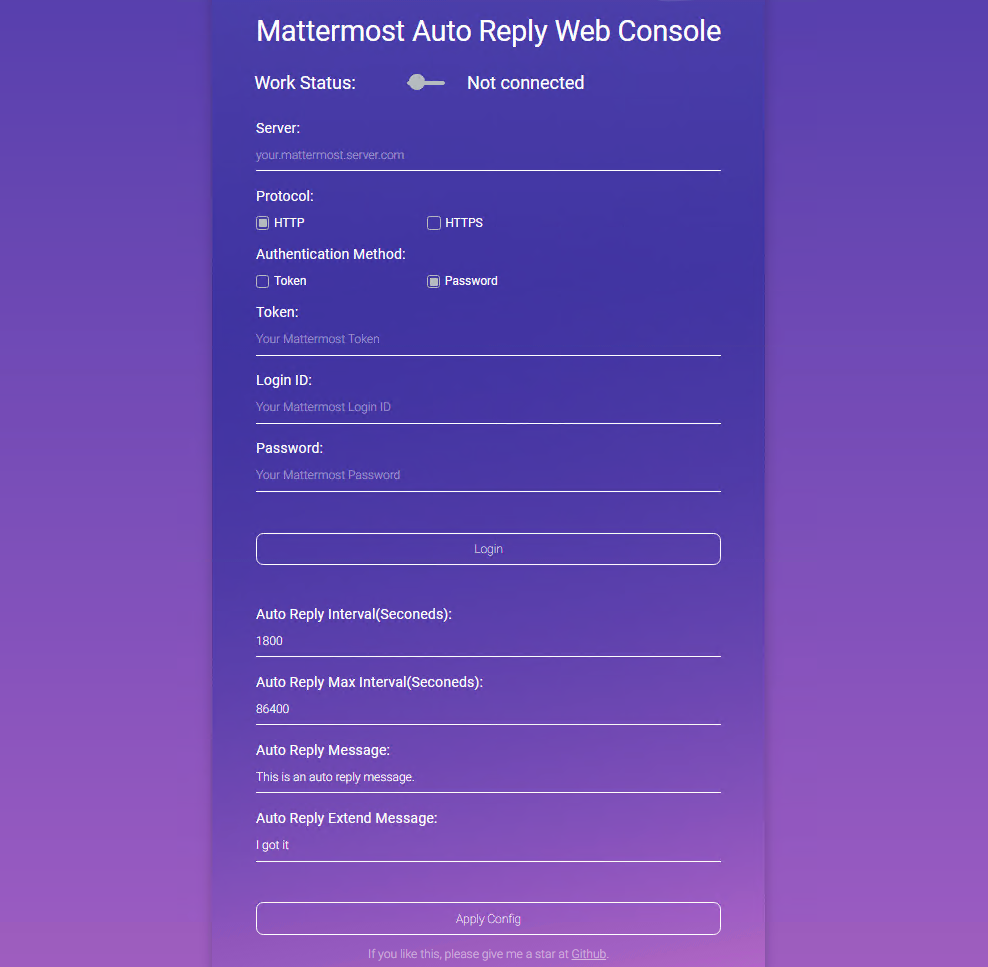 Mattermost Auto Reply Web Console
Work Status: Not connected
Server:
your.mattermost.server.com
Protocol:
HTTP HTTPS
Authentication Method:
Token Password
Token:
Your Mattermost Token
Login ID:
Your Mattermost Login ID
Password:
Your Mattermost Password
Login
Auto Reply Interval(Seconeds):
1800
Auto Reply Max Interval(Seconeds):
86400
Auto Reply Message:
This is an auto reply message.
Auto Reply Extend Message:
I got it
Apply Config
If you like this, please give me a star at Github.